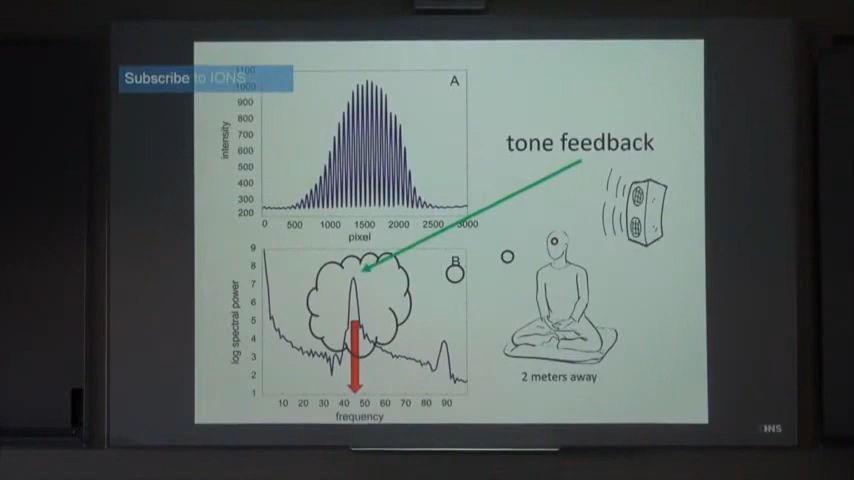 Subscribe to IONS
1100
1000
900
800
700
600
500
400
300
200
intensity
A
0 500 1000 1500 2000 2500 3000
pixel
tone feedback
9
8
7
6
5
4
3
2
1
log spectral power
B
10 20 30 40 50 60 70 80 90
frequency
2 meters away
IONS